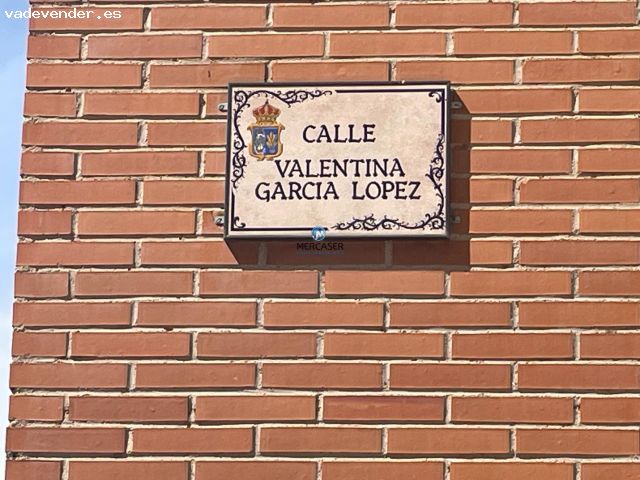 vadevender.es
CALLE
VALENTINA
GARCIA LOPEZ
MERCASER